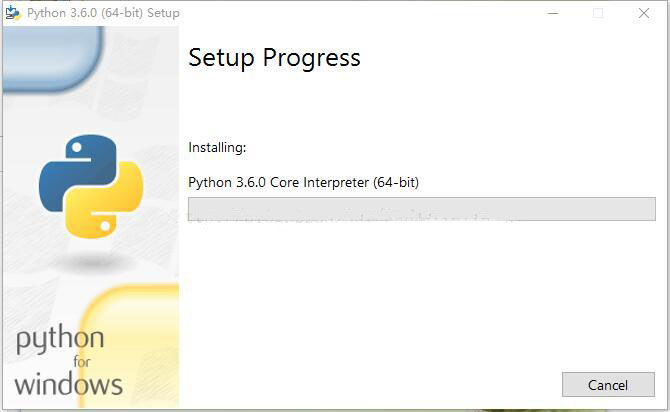 Python 3.6.0 (64-bit) Setup
Setup Progress
Installing:
Python 3.6.0 Core Interpreter (64-bit)
python
for
windows
Cancel